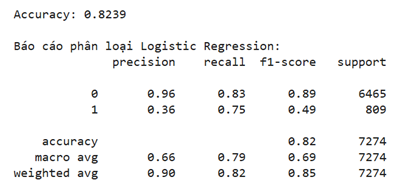 Accuracy: 0.8239
Báo cáo phân loại Logistic Regression:
precision recall f1-score support
0 0.96 0.83 0.89 6465
1 0.36 0.75 0.49 809
accuracy 0.82 7274
macro avg 0.66 0.79 0.69 7274
weighted avg 0.90 0.82 0.85 7274